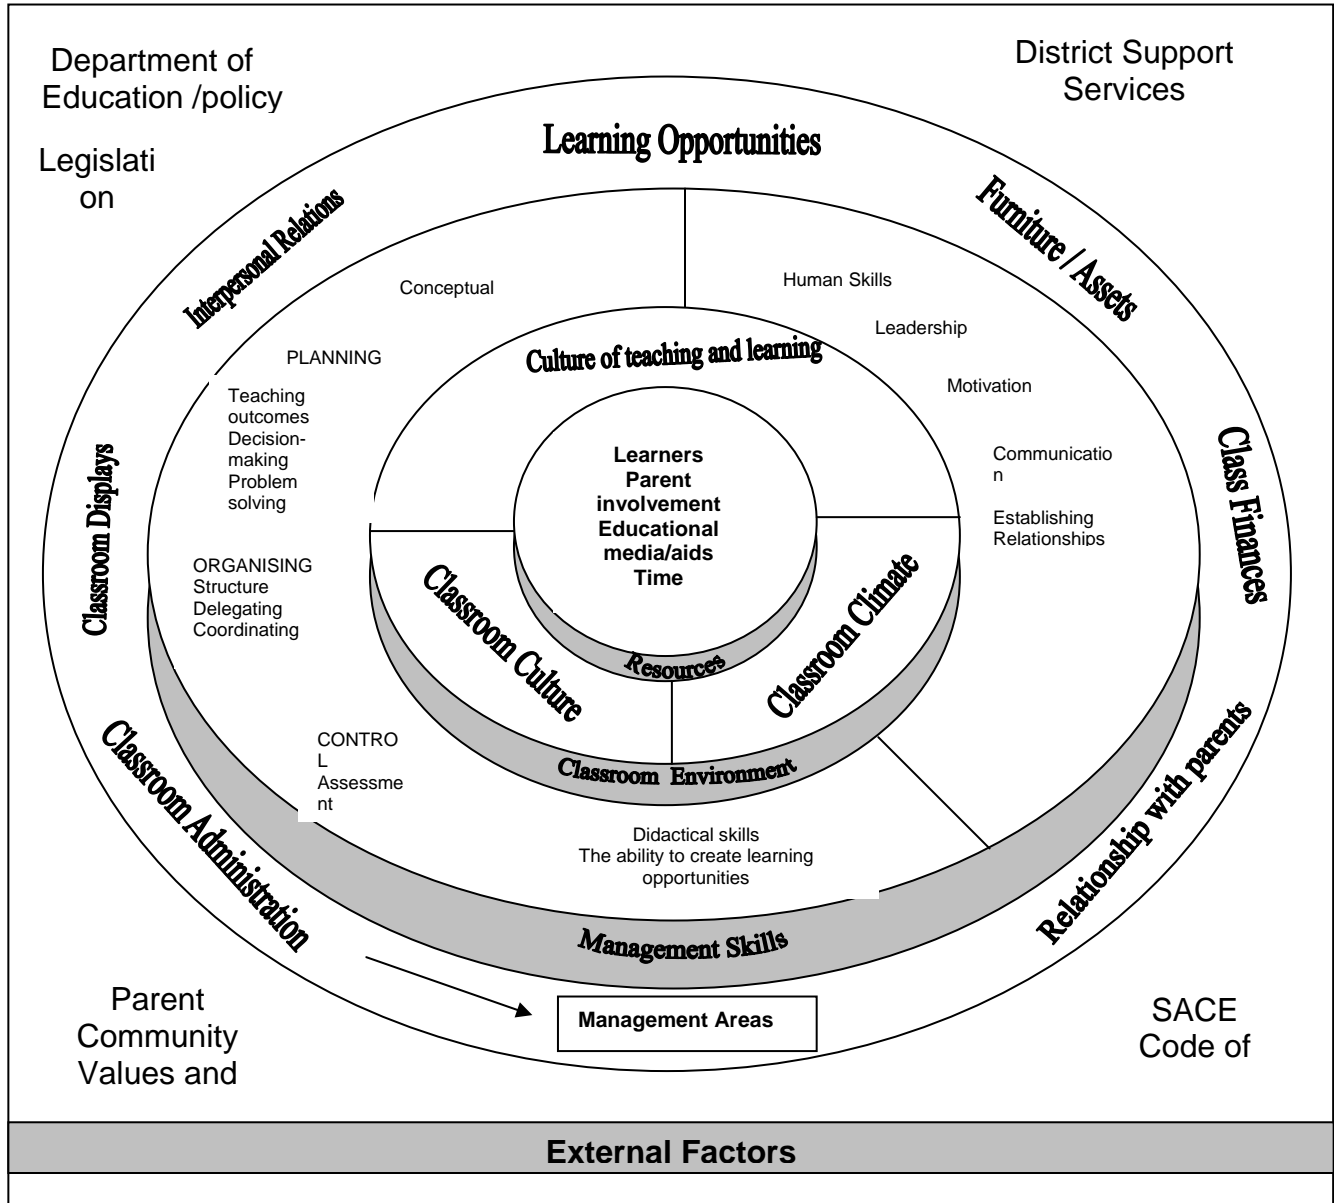 Department of
Education /policy
Legislati
on
District Support
Services
Learning Opportunities
Interpersonal Relations
Furniture / Assets
Classroom Displays
Class Finances
Classroom Administration
Relationship with parents
Conceptual
PLANNING
Teaching
outcomes
Decision-
making
Problem
solving
ORGANISING
Structure
Delegating
Coordinating
CONTRO
L
Assessme
nt
Human Skills
Leadership
Motivation
Communicatio
n
Establishing
Relationships
Didactical skills
The ability to create learning
opportunities
Culture of teaching and learning
Classroom Culture
Classroom Climate
Learners
Parent
involvement
Educational
media/aids
Time
Resources
Classroom Environment
Management Skills
Management Areas
Parent
Community
Values and
SACE
Code of
External Factors